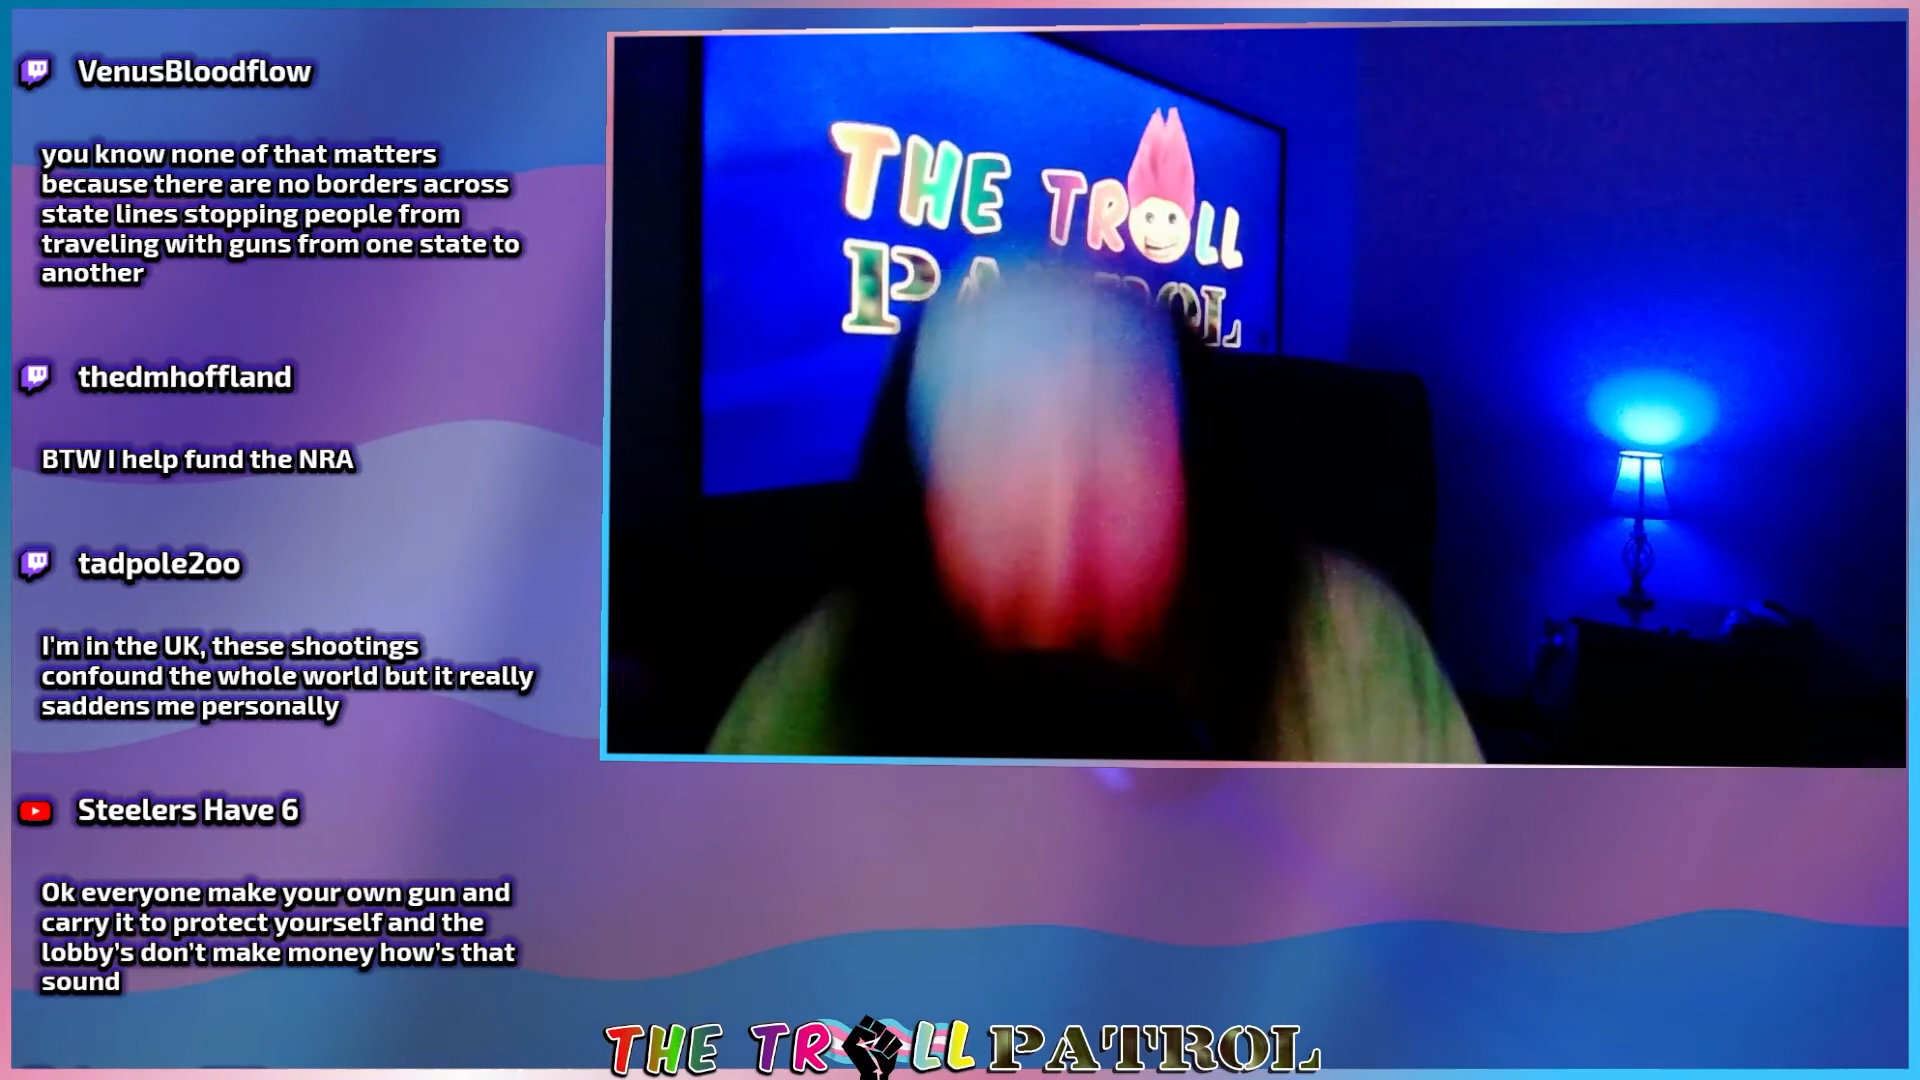 VenusBloodflow
you know none of that matters
because there are no borders across
state lines stopping people from
traveling with guns from one state to
another
thedmhoffland
BTW I help fund the NRA
tadpole2oo
I'm in the UK, these shootings
confound the whole world but it really
saddens me personally
Steelers Have 6
Ok everyone make your own gun and
carry it to protect yourself and the
lobby's don't make money how's that
sound
THE TROLL
PATROL
THE TROLL PATROL